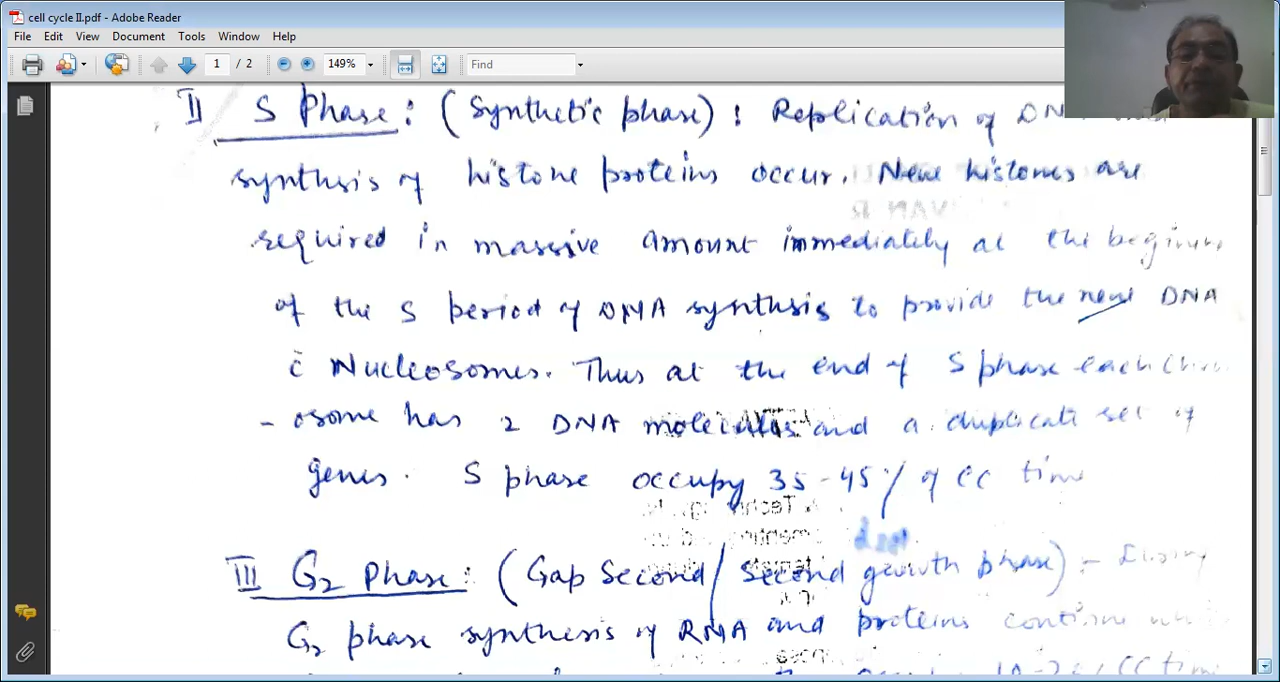 cell cycle II.pdf - Adobe Reader
File Edit View Document Tools Window Help
1 / 2 149% Find
II S Phase : (Synthetic phase) : Replication of
synthesis of histone proteins occur. New histones are
required in massive amount immediately at the
of the S period of DNA synthesis to provide the new DNA
c̄ Nucleosomes. Thus at the end of S phase each
- osome has 2 DNA molecules and a duplicate set of
genes. S phase occupy 35-45% of CC time
III G2 Phase : (Gap Second / Second growth phase) :-
G2 phase synthesis of RNA and proteins continue
CC time